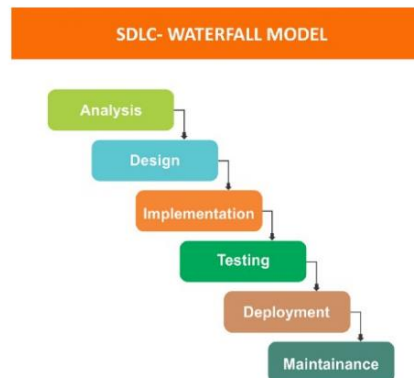 SDLC- WATERFALL MODEL
Analysis
Design
Implementation
Testing
Deployment
Maintainance